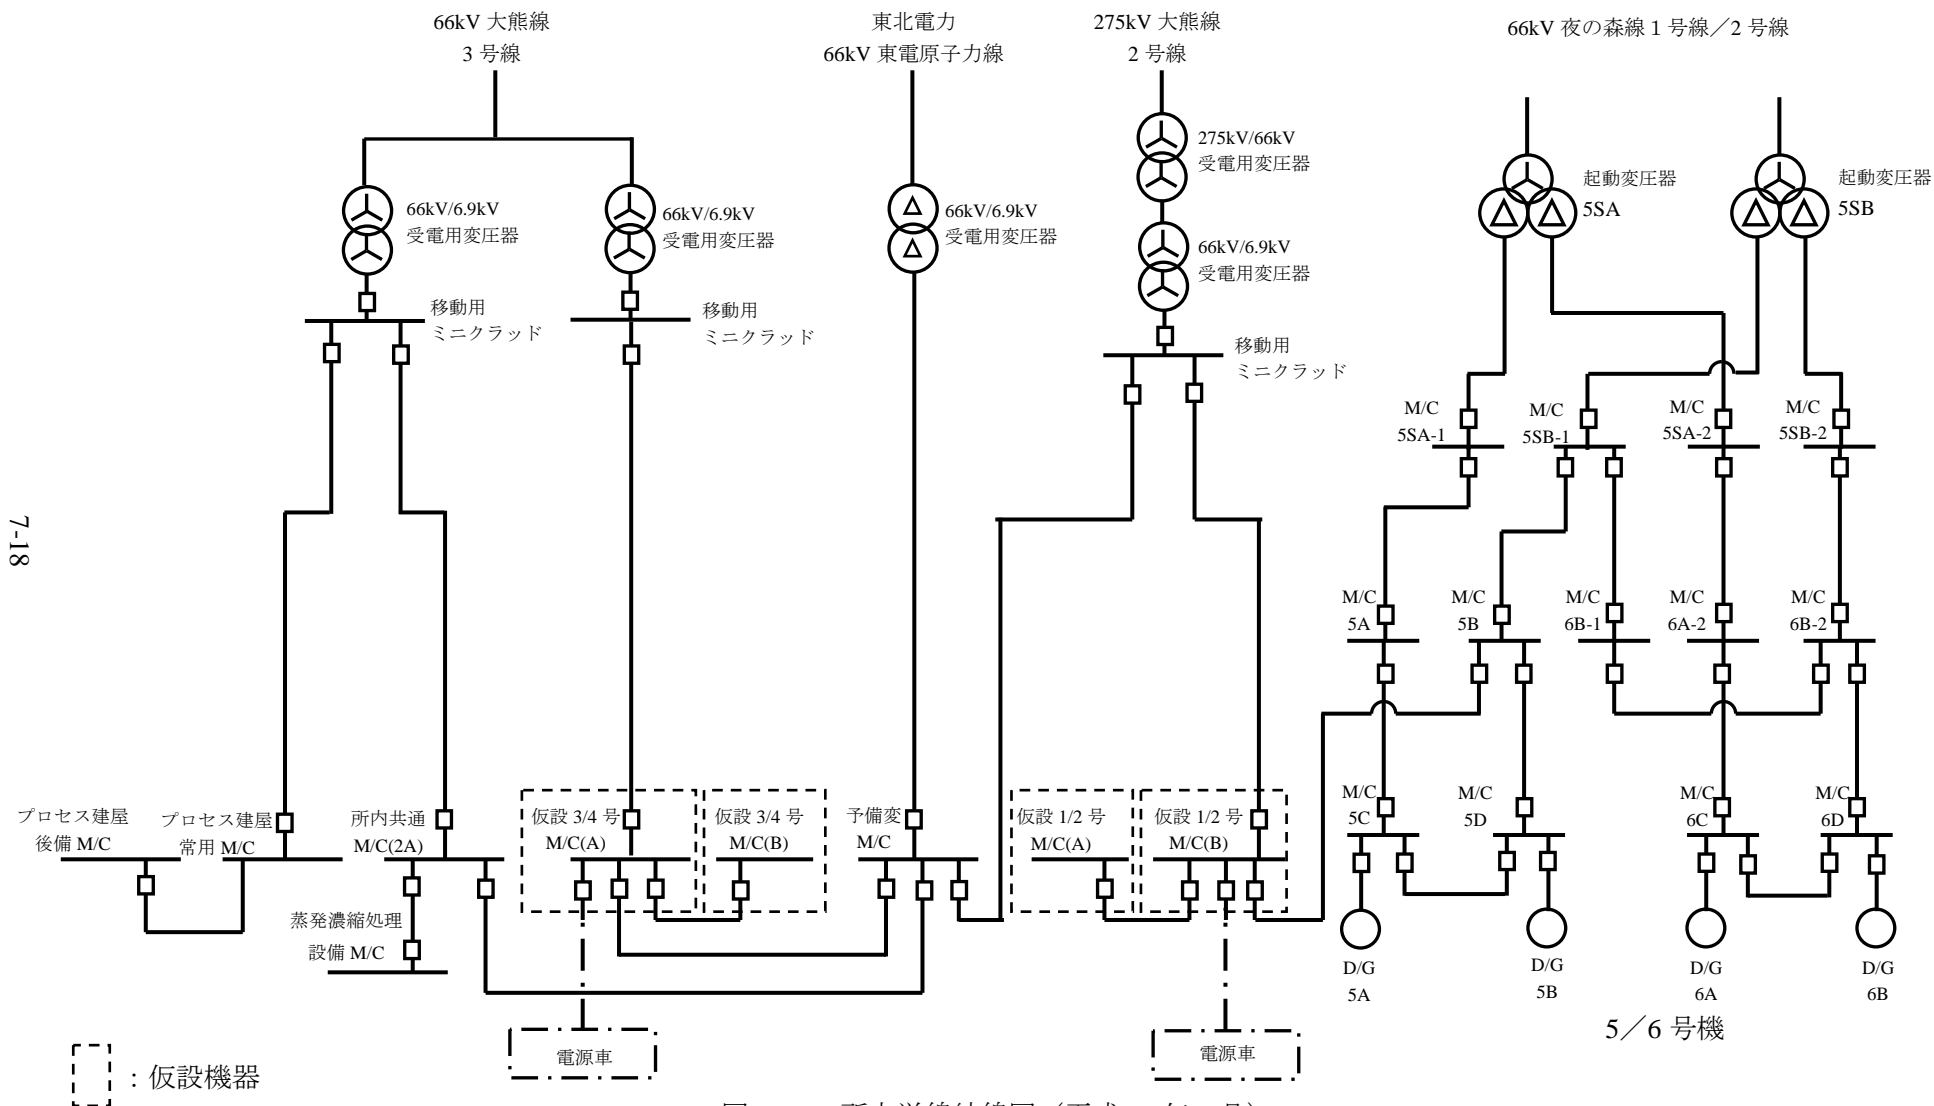 66kV 大熊線
3 号線
東北電力
66kV 東電原子力線
275kV 大熊線
2 号線
66kV 夜の森線 1 号線／2 号線
66kV/6.9kV
受電用変圧器
66kV/6.9kV
受電用変圧器
66kV/6.9kV
受電用変圧器
275kV/66kV
受電用変圧器
66kV/6.9kV
受電用変圧器
起動変圧器
5SA
起動変圧器
5SB
移動用
ミニクラッド
移動用
ミニクラッド
移動用
ミニクラッド
M/C
5SA-1
M/C
5SB-1
M/C
5SA-2
M/C
5SB-2
7-18
M/C
5A
M/C
5B
M/C
6B-1
M/C
6A-2
M/C
6B-2
プロセス建屋
後備 M/C
プロセス建屋
常用 M/C
所内共通
M/C(2A)
仮設 3/4 号
M/C(A)
仮設 3/4 号
M/C(B)
予備変
M/C
仮設 1/2 号
M/C(A)
仮設 1/2 号
M/C(B)
M/C
5C
M/C
5D
M/C
6C
M/C
6D
蒸発濃縮処理
設備 M/C
D/G
5A
D/G
5B
D/G
6A
D/G
6B
5／6 号機
電源車
電源車
：仮設機器